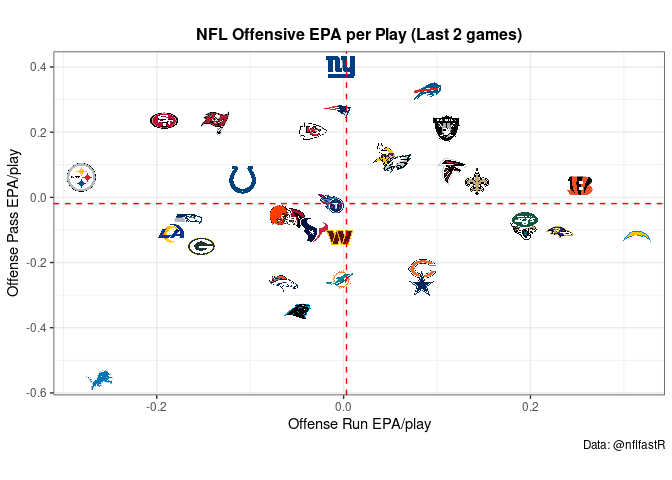 NFL Offensive EPA per Play (Last 2 games)
ny
0.4
0.2
0.0
-0.2
-0.4
-0.6
Offense Pass EPA/play
-0.2
0.0
0.2
Offense Run EPA/play
Data: @nflfastR